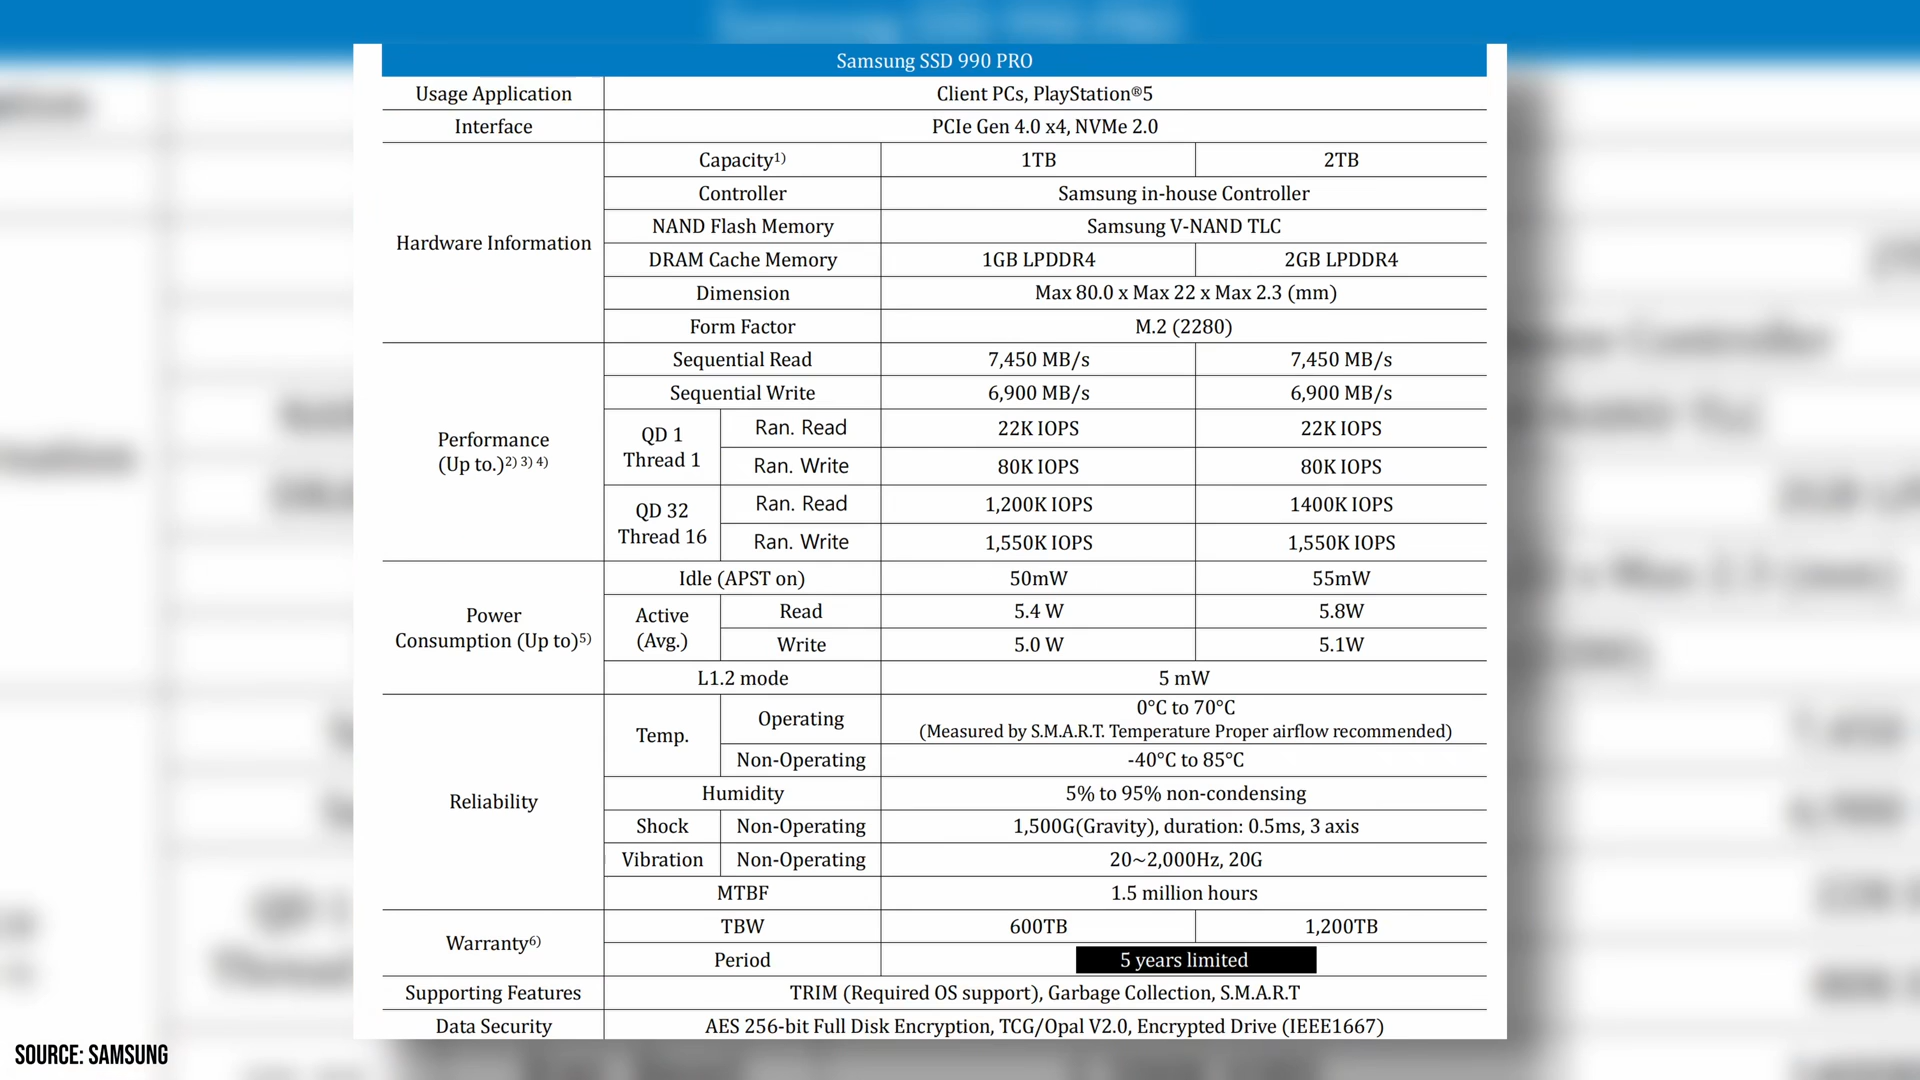 Samsung SSD 990 PRO
Usage Application Client PCs, PlayStation®5
Interface PCIe Gen 4.0 x4, NVMe 2.0
Hardware Information
Capacity1) 1TB 2TB
Controller Samsung in-house Controller
NAND Flash Memory Samsung V-NAND TLC
DRAM Cache Memory 1GB LPDDR4 2GB LPDDR4
Dimension Max 80.0 x Max 22 x Max 2.3 (mm)
Form Factor M.2 (2280)
Performance
(Up to.)2) 3) 4)
Sequential Read 7,450 MB/s 7,450 MB/s
Sequential Write 6,900 MB/s 6,900 MB/s
QD 1
Thread 1
Ran. Read 22K IOPS 22K IOPS
Ran. Write 80K IOPS 80K IOPS
QD 32
Thread 16
Ran. Read 1,200K IOPS 1400K IOPS
Ran. Write 1,550K IOPS 1,550K IOPS
Power
Consumption (Up to)5)
Idle (APST on) 50mW 55mW
Active
(Avg.)
Read 5.4 W 5.8W
Write 5.0 W 5.1W
L1.2 mode 5 mW
Reliability
Temp.
Operating
0°C to 70°C
(Measured by S.M.A.R.T. Temperature Proper airflow recommended)
Non-Operating -40°C to 85°C
Humidity 5% to 95% non-condensing
Shock Non-Operating 1,500G(Gravity), duration: 0.5ms, 3 axis
Vibration Non-Operating 20~2,000Hz, 20G
MTBF 1.5 million hours
Warranty6)
TBW 600TB 1,200TB
Period 5 years limited
Supporting Features TRIM (Required OS support), Garbage Collection, S.M.A.R.T
Data Security AES 256-bit Full Disk Encryption, TCG/Opal V2.0, Encrypted Drive (IEEE1667)
SOURCE: SAMSUNG